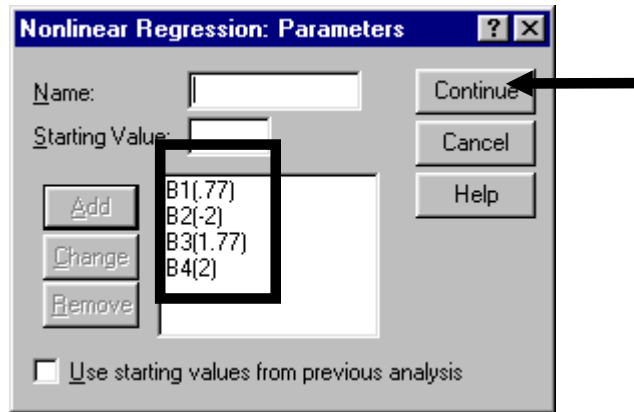 Nonlinear Regression: Parameters
Name:
Continue
Starting Value:
Cancel
Help
Add
Change
Remove
B1(.77)
B2(-2)
B3(1.77)
B4(2)
Use starting values from previous analysis